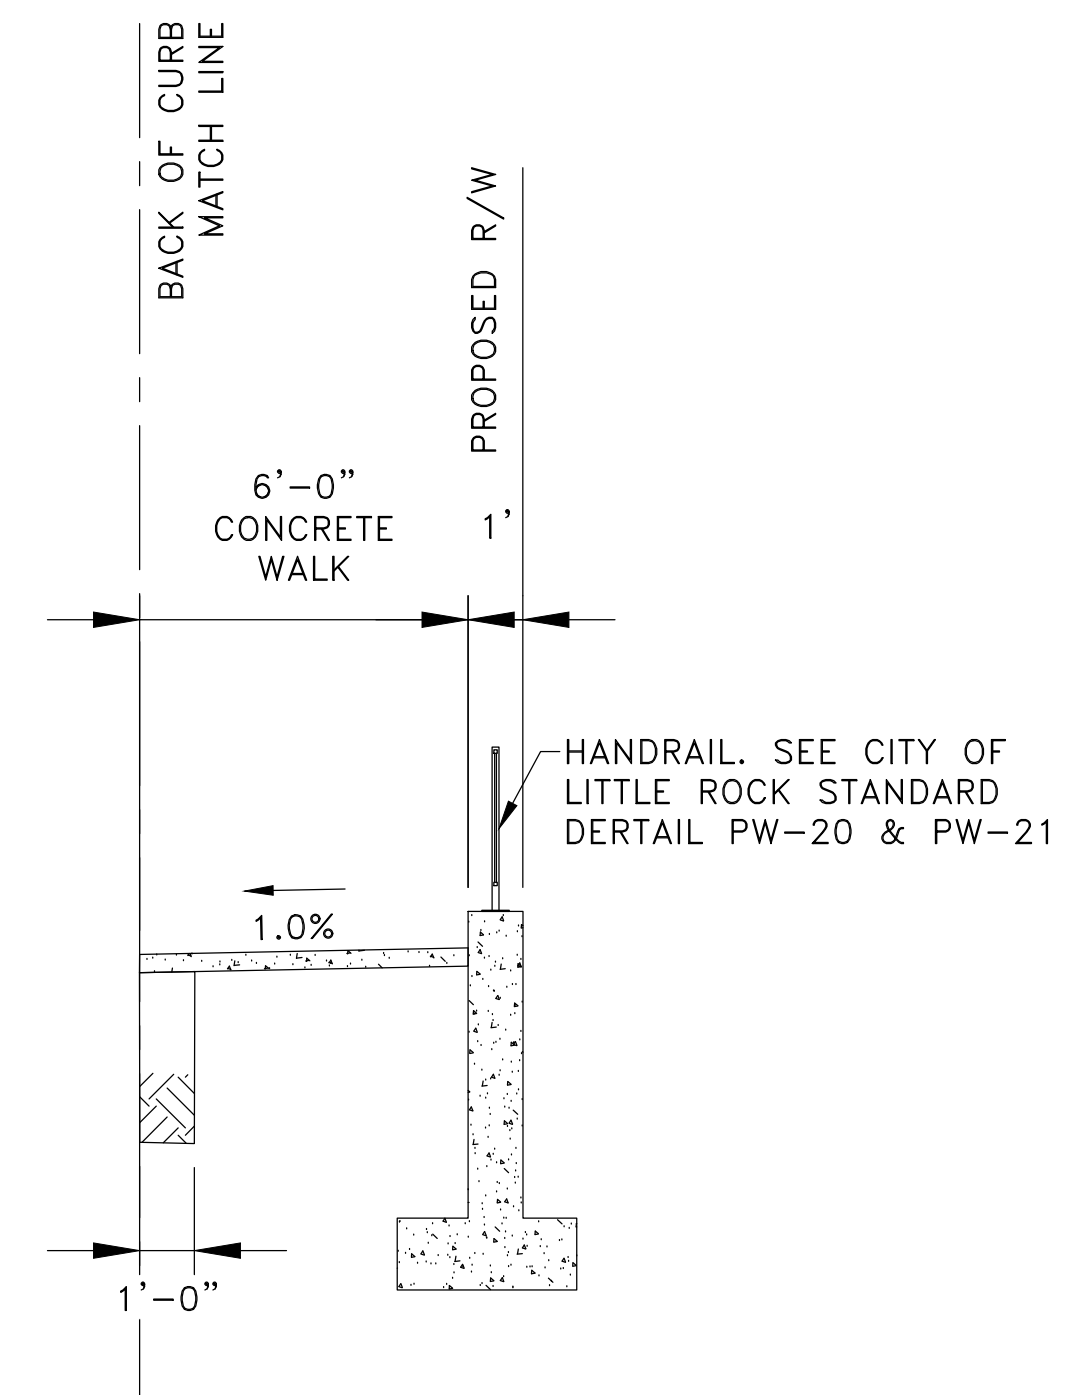 BACK OF CURB
MATCH LINE
PROPOSED R/W
6'-0"
CONCRETE
WALK
1'
HANDRAIL. SEE CITY OF
LITTLE ROCK STANDARD
DERTAIL PW-20 & PW-21
1.0%
1'-0"